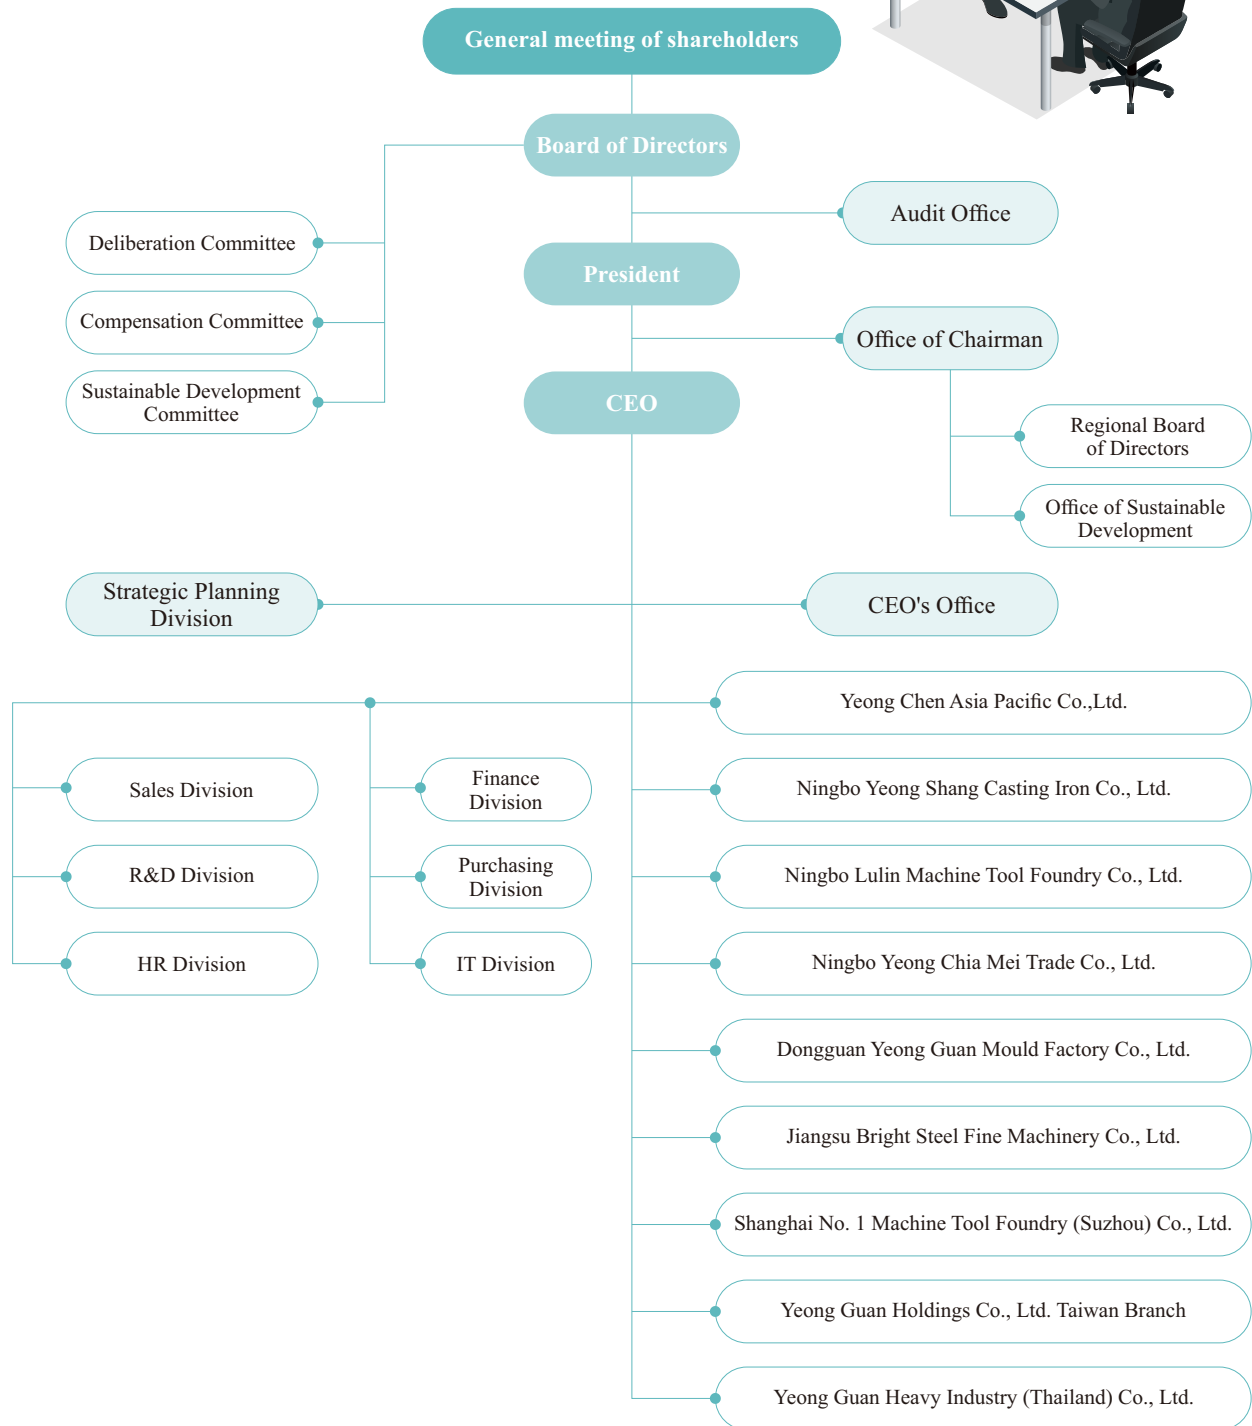 General meeting of shareholders
Board of Directors
Audit Office
Deliberation Committee
President
Compensation Committee
Office of Chairman
Sustainable Development
Committee
CEO
Regional Board
of Directors
Office of Sustainable
Development
Strategic Planning
Division
CEO's Office
Yeong Chen Asia Pacific Co.,Ltd.
Sales Division
Finance
Division
Ningbo Yeong Shang Casting Iron Co., Ltd.
R&D Division
Purchasing
Division
Ningbo Lulin Machine Tool Foundry Co., Ltd.
HR Division
IT Division
Ningbo Yeong Chia Mei Trade Co., Ltd.
Dongguan Yeong Guan Mould Factory Co., Ltd.
Jiangsu Bright Steel Fine Machinery Co., Ltd.
Shanghai No. 1 Machine Tool Foundry (Suzhou) Co., Ltd.
Yeong Guan Holdings Co., Ltd. Taiwan Branch
Yeong Guan Heavy Industry (Thailand) Co., Ltd.